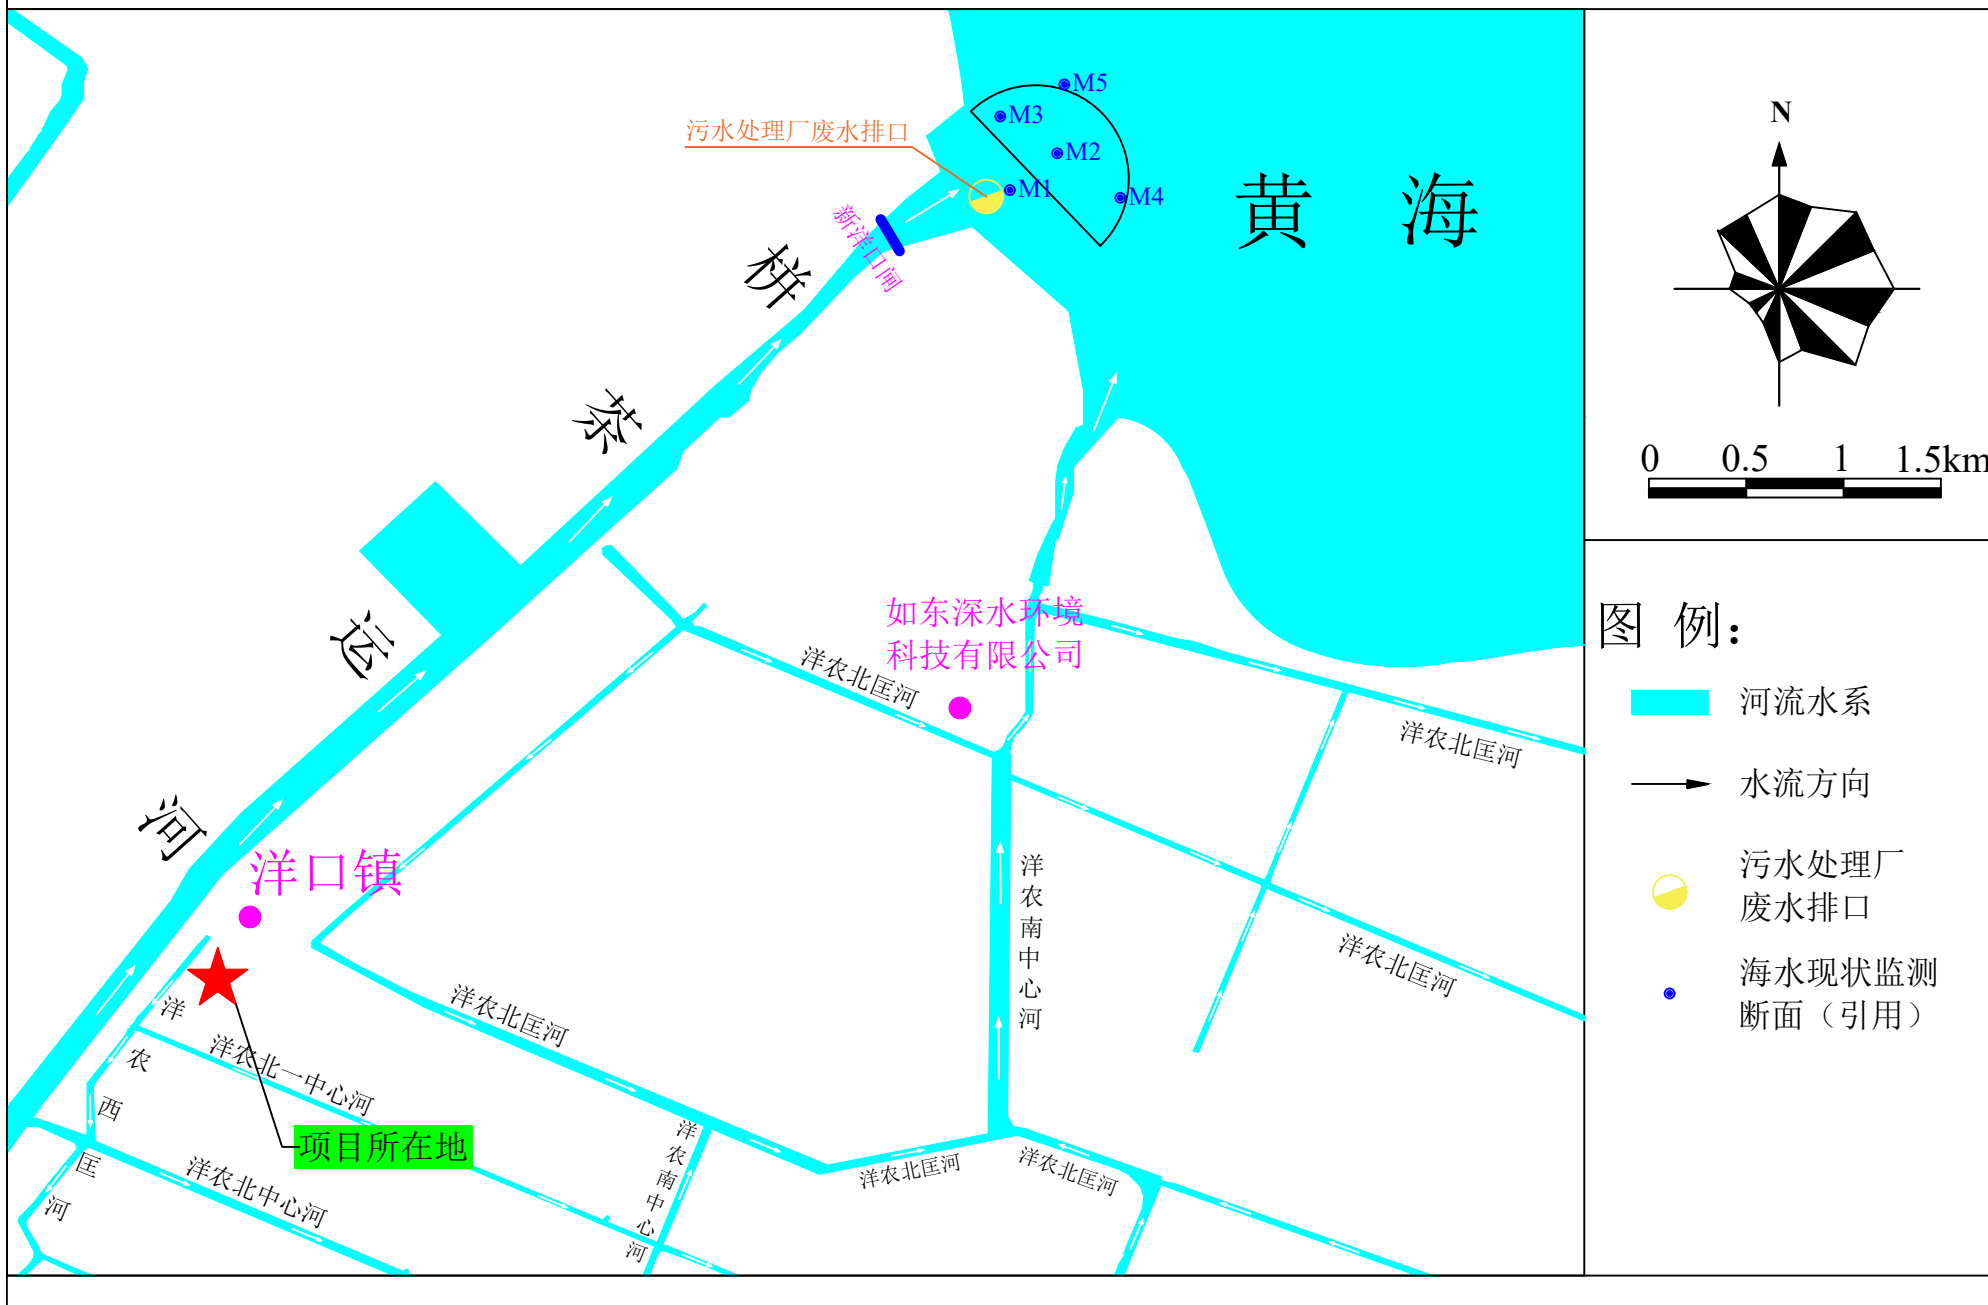 M5
M3
污水处理厂废水排口
M2
M1
M4
黄 海
新洋口闸
栟
茶
运
河
如东深水环境
科技有限公司
洋农北匡河
洋农北匡河
洋口镇
洋农南中心河
洋农北匡河
洋农北匡河
洋农西匡河
洋农北一中心河
项目所在地
洋农北中心河
洋农南中心河
洋农北匡河
洋农北匡河
N
0 0.5 1 1.5km
图 例：
河流水系
水流方向
污水处理厂
废水排口
海水现状监测
断面（引用）